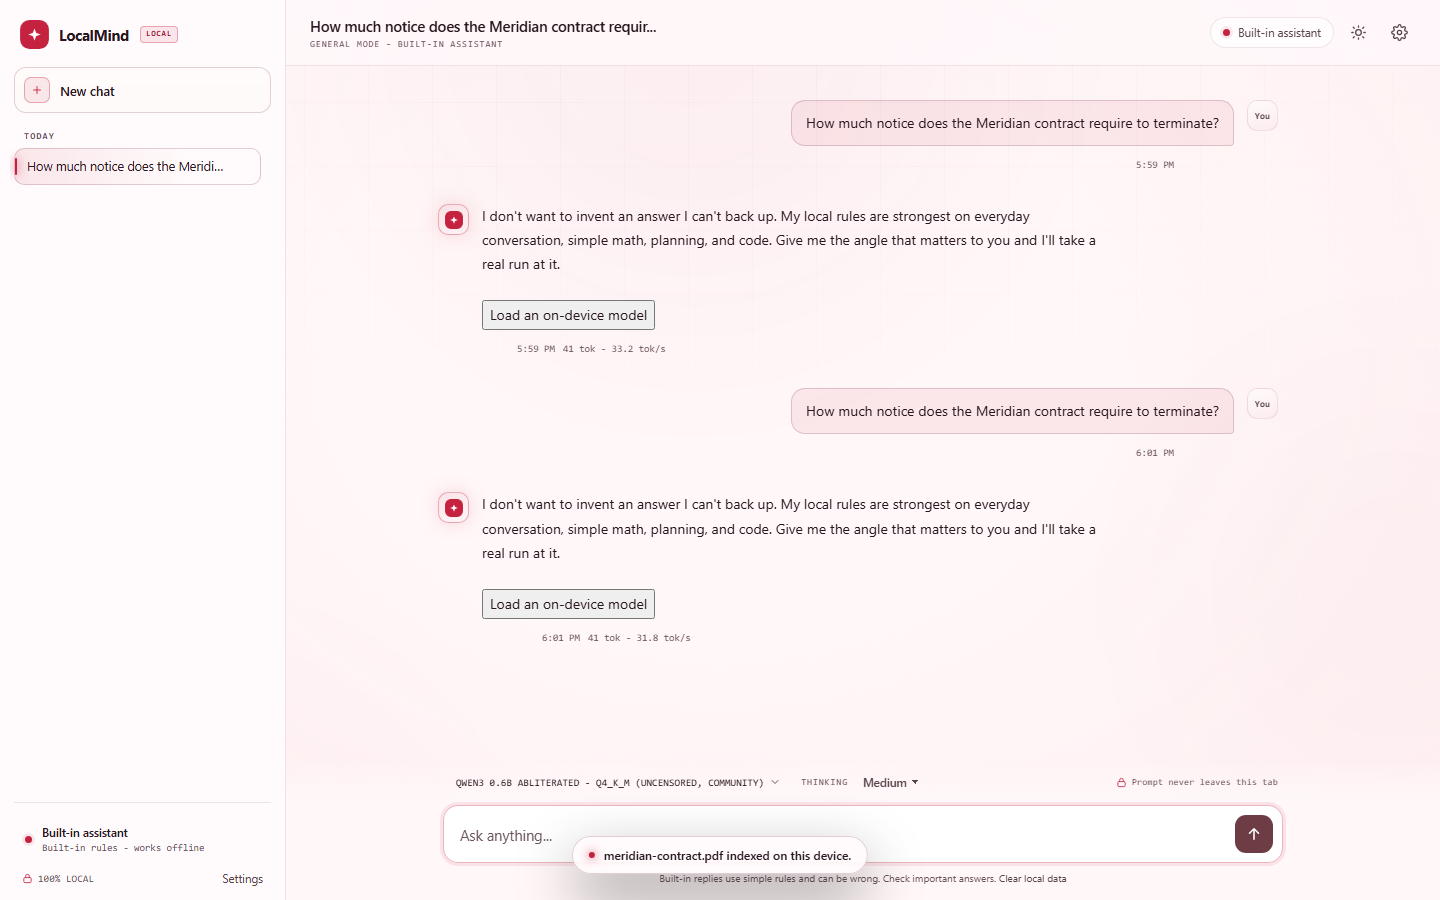 LocalMind
LOCAL
New chat
TODAY
How much notice does the Meridi...
Built-in assistant
Built-in rules - works offline
100% LOCAL
Settings
How much notice does the Meridian contract requir...
GENERAL MODE - BUILT-IN ASSISTANT
Built-in assistant
How much notice does the Meridian contract require to terminate?
You
5:59 PM
I don't want to invent an answer I can't back up. My local rules are strongest on everyday
conversation, simple math, planning, and code. Give me the angle that matters to you and I'll take a
real run at it.
Load an on-device model
5:59 PM 41 tok - 33.2 tok/s
How much notice does the Meridian contract require to terminate?
You
6:01 PM
I don't want to invent an answer I can't back up. My local rules are strongest on everyday
conversation, simple math, planning, and code. Give me the angle that matters to you and I'll take a
real run at it.
Load an on-device model
6:01 PM 41 tok - 31.8 tok/s
QWEN3 0.6B ABLITERATED - Q4_K_M (UNCENSORED, COMMUNITY)
THINKING
Medium
Prompt never leaves this tab
Ask anything...
meridian-contract.pdf indexed on this device.
Built-in replies use simple rules and can be wrong. Check important answers. Clear local data